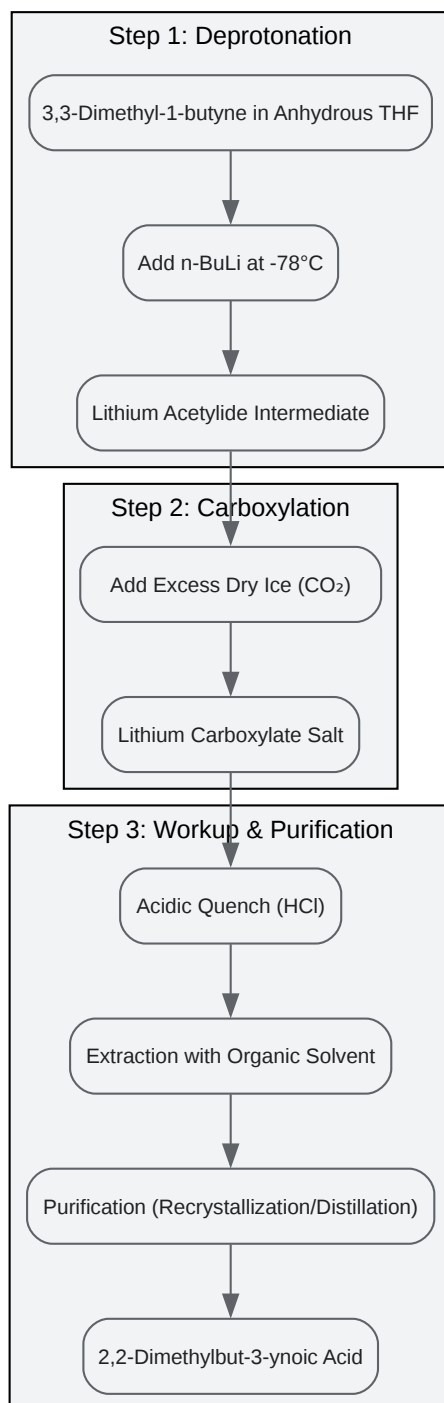 Step 1: Deprotonation
3,3-Dimethyl-1-butyne in Anhydrous THF
Add n-BuLi at -78°C
Lithium Acetylide Intermediate
Step 2: Carboxylation
Add Excess Dry Ice (CO₂)
Lithium Carboxylate Salt
Step 3: Workup & Purification
Acidic Quench (HCl)
Extraction with Organic Solvent
Purification (Recrystallization/Distillation)
2,2-Dimethylbut-3-ynoic Acid